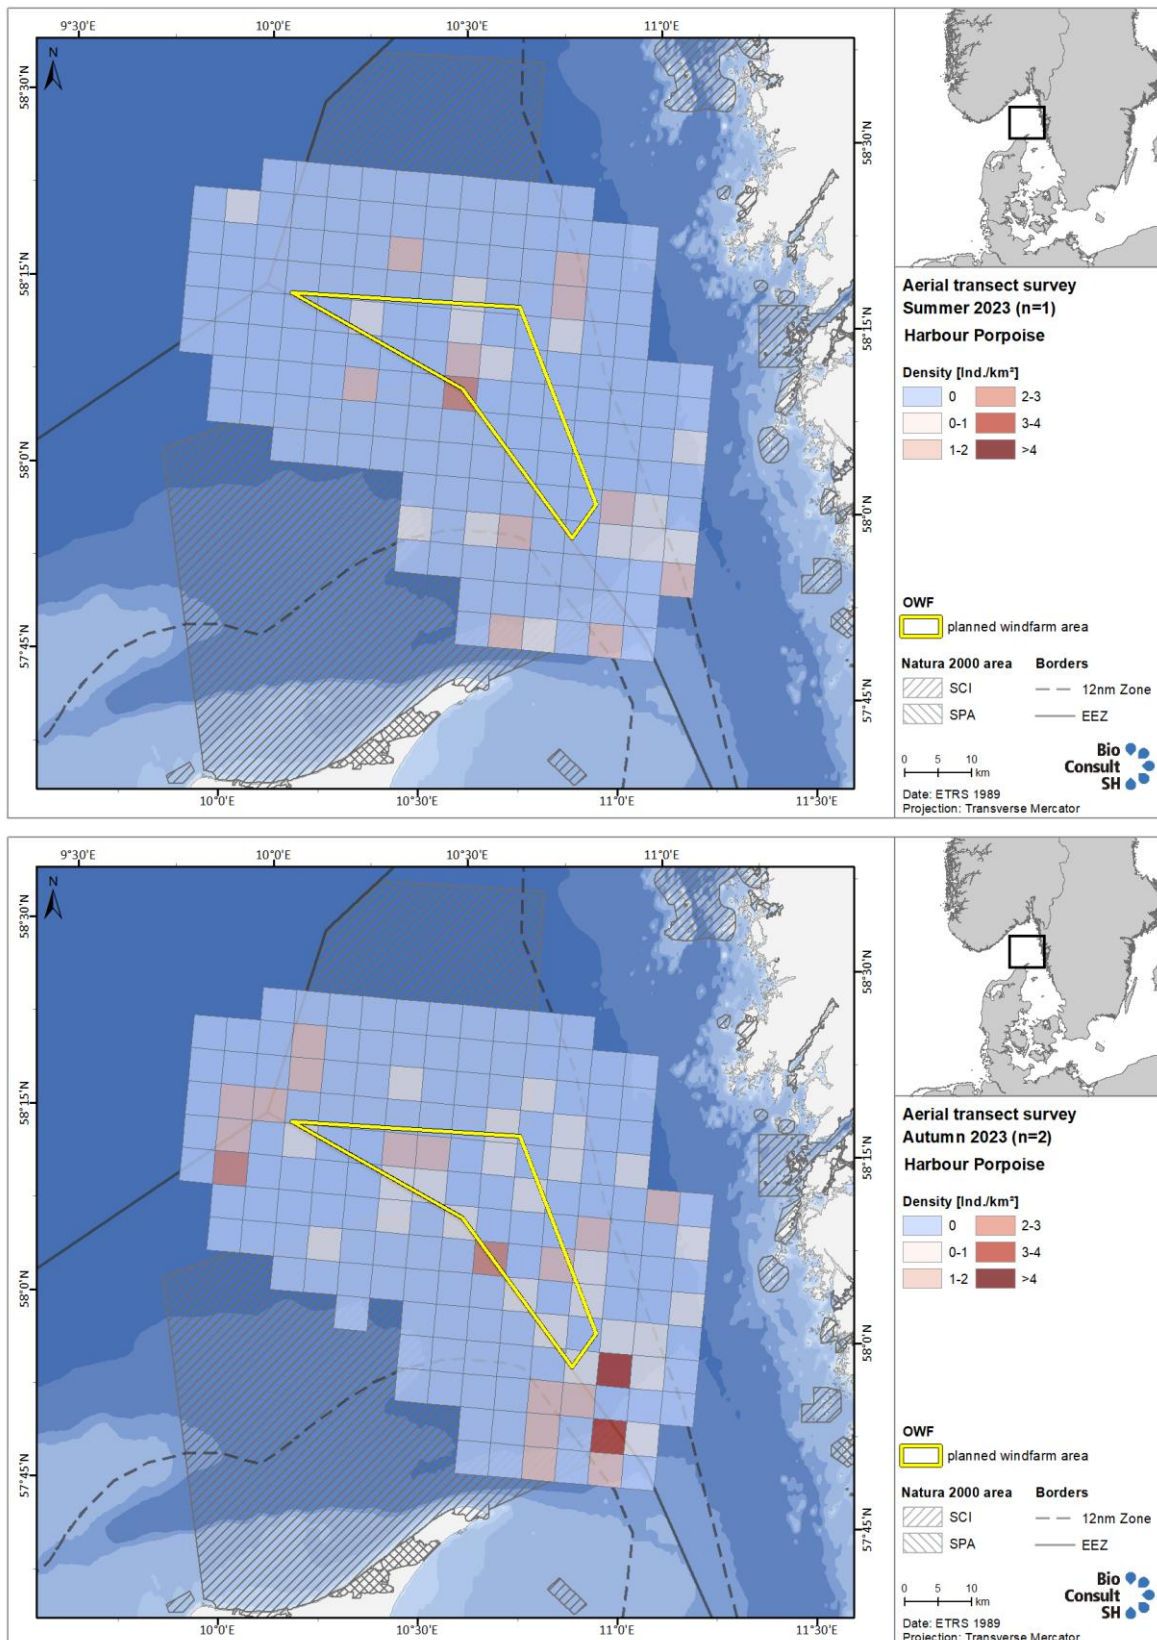 9°30'E 10°0'E 10°30'E 11°0'E
N
58°30'N
58°15'N
58°0'N
57°45'N
58°30'N
58°15'N
58°0'N
57°45'N
10°0'E 10°30'E 11°0'E 11°30'E
Aerial transect survey
Summer 2023 (n=1)
Harbour Porpoise
Density [Ind./km²]
0 2-3
0-1 3-4
1-2 >4
OWF
planned windfarm area
Natura 2000 area Borders
SCI 12nm Zone
SPA EEZ
0 5 10
km
Bio
Consult
SH
Date: ETRS 1989
Projection: Transverse Mercator
9°30'E 10°0'E 10°30'E 11°0'E
N
58°30'N
58°15'N
58°0'N
57°45'N
58°30'N
58°15'N
58°0'N
57°45'N
10°0'E 10°30'E 11°0'E 11°30'E
Aerial transect survey
Autumn 2023 (n=2)
Harbour Porpoise
Density [Ind./km²]
0 2-3
0-1 3-4
1-2 >4
OWF
planned windfarm area
Natura 2000 area Borders
SCI 12nm Zone
SPA EEZ
0 5 10
km
Bio
Consult
SH
Date: ETRS 1989
Projection: Transverse Mercator